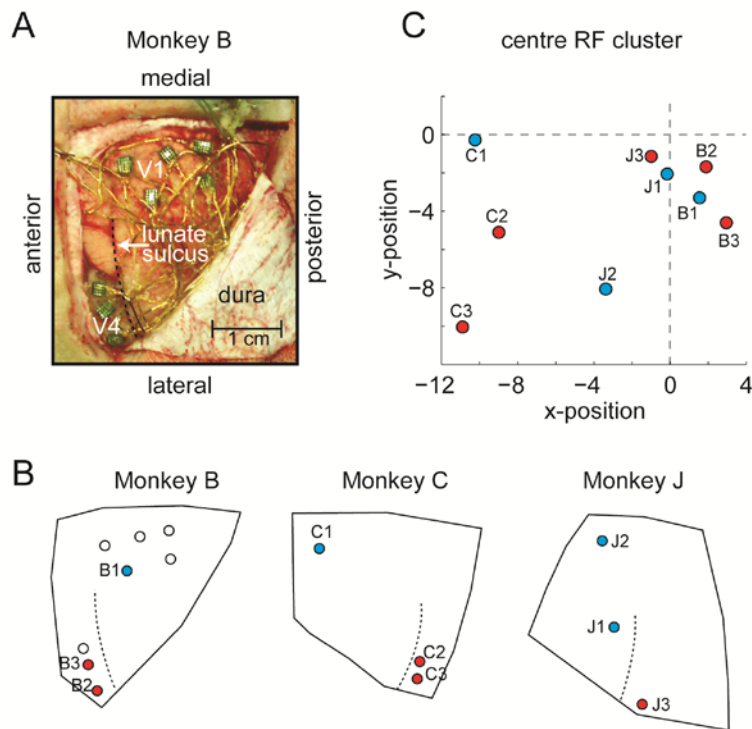 A
Monkey B
medial
anterior
V1
lunate
sulcus
dura
V4
1 cm
posterior
lateral
C
centre RF cluster
0
−4
−8
y-position
C1
C2
C3
J3
J1
J2
B2
B1
B3
−12
−8
−4
0
4
x-position
B
Monkey B
B1
B3
B2
Monkey C
C1
C2
C3
Monkey J
J2
J1
J3